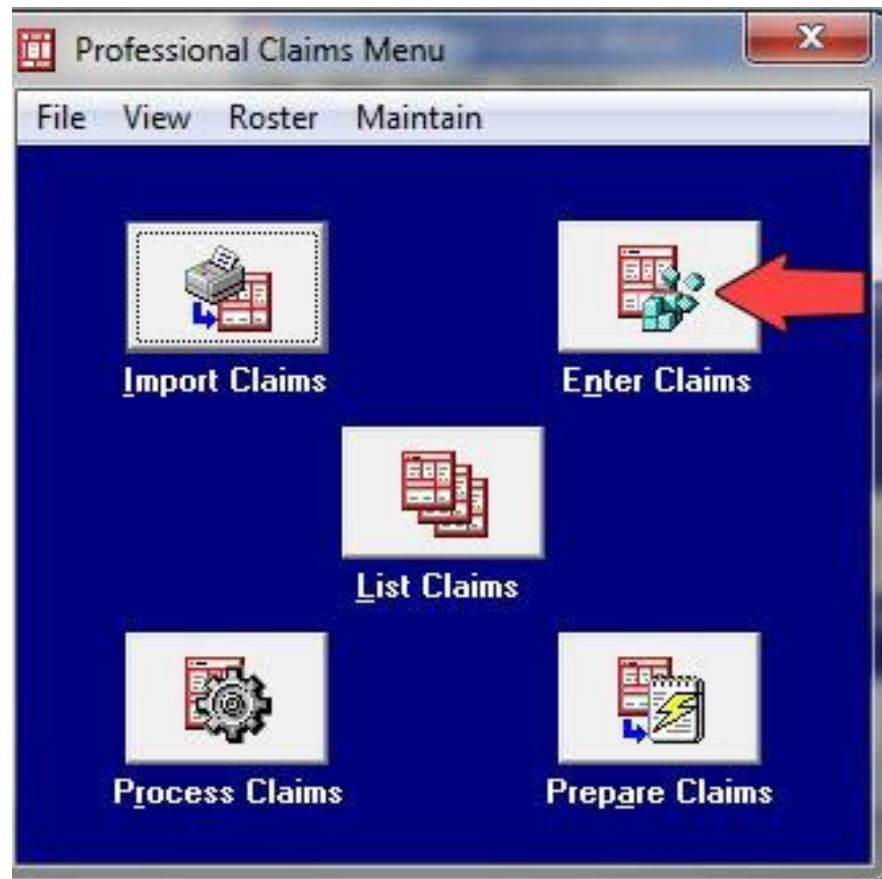 Professional Claims Menu
File View Roster Maintain
Import Claims
Enter Claims
List Claims
Process Claims
Prepare Claims